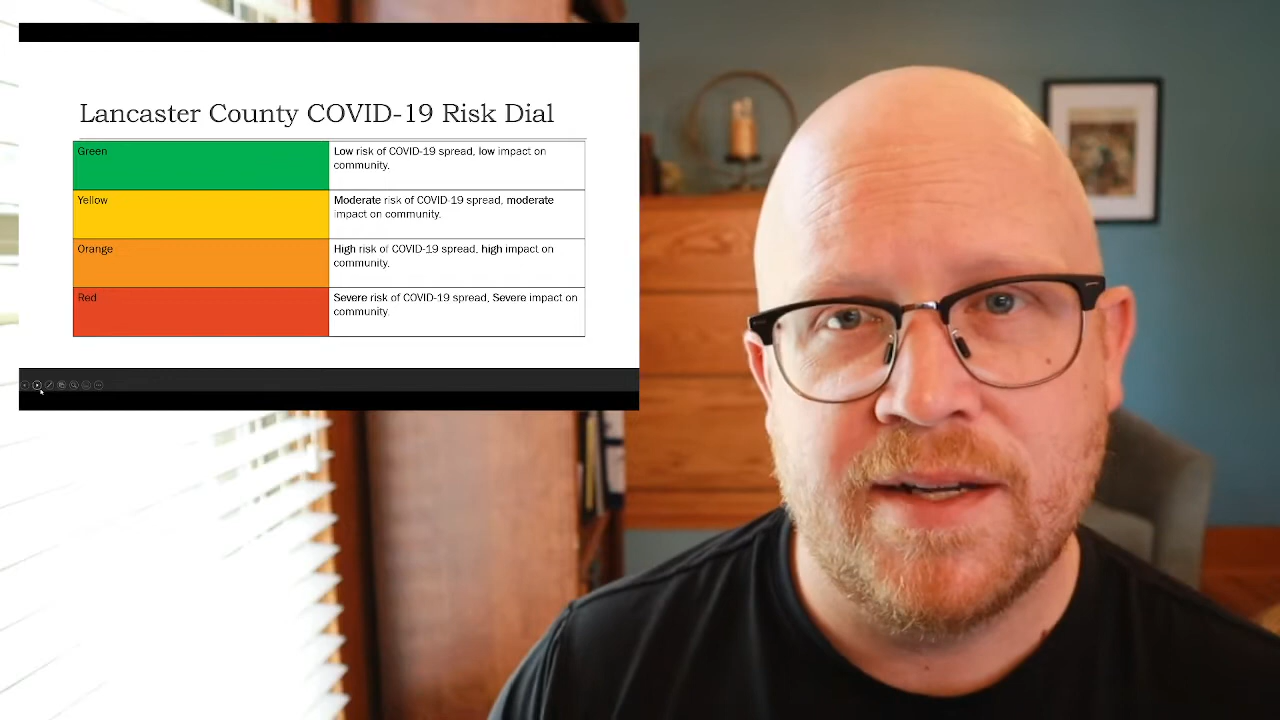 Lancaster County COVID-19 Risk Dial
Green
Low risk of COVID-19 spread, low impact on
community.
Yellow
Moderate risk of COVID-19 spread, moderate
impact on community.
Orange
High risk of COVID-19 spread, high impact on
community.
Red
Severe risk of COVID-19 spread, Severe impact on
community.